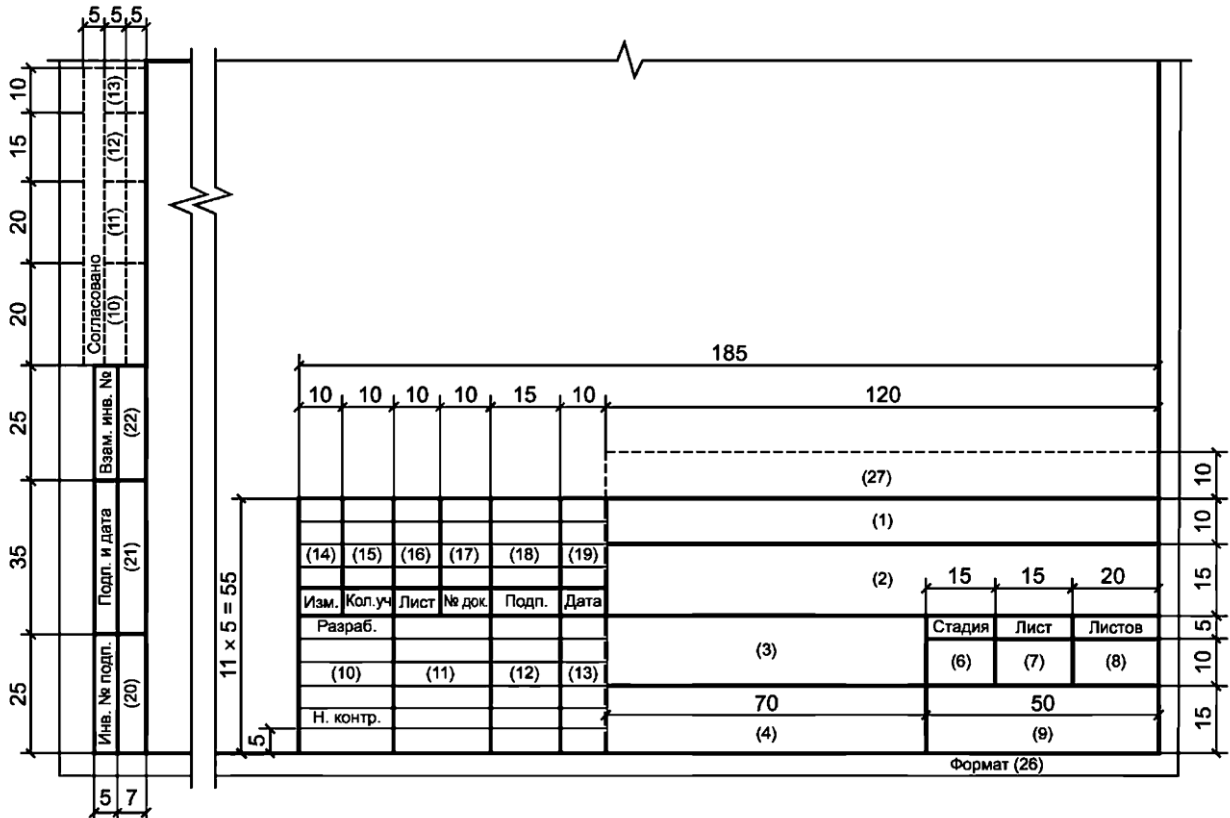 5 5 5
10
(13)
15
(12)
20
(11)
20
Согласовано
(10)
185
10 10 10 10 15 10 120
25
Взам. инв. №
(22)
(27)
10
(1)
10
35
Подп. и дата
(21)
11 × 5 = 55
(14) (15) (16) (17) (18) (19)
(2)
15 15 20
15
Изм. Кол.уч Лист № док. Подп. Дата
Разраб.
Стадия Лист Листов
5
(3)
(10) (11) (12) (13)
(6) (7) (8)
10
25
Инв. № подп.
(20)
70 50
Н. контр.
5
(4) (9)
15
Формат (26)
5 7